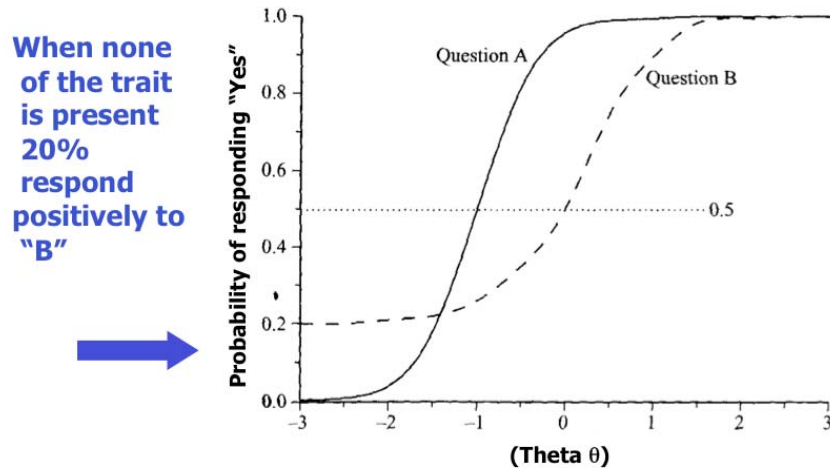 When none
of the trait
is present
20%
respond
positively to
“B”
Probability of responding “Yes”
1.0
0.8
0.6
0.4
0.2
0.0
Question A
Question B
0.5
−3
−2
−1
0
1
2
3
(Theta θ)